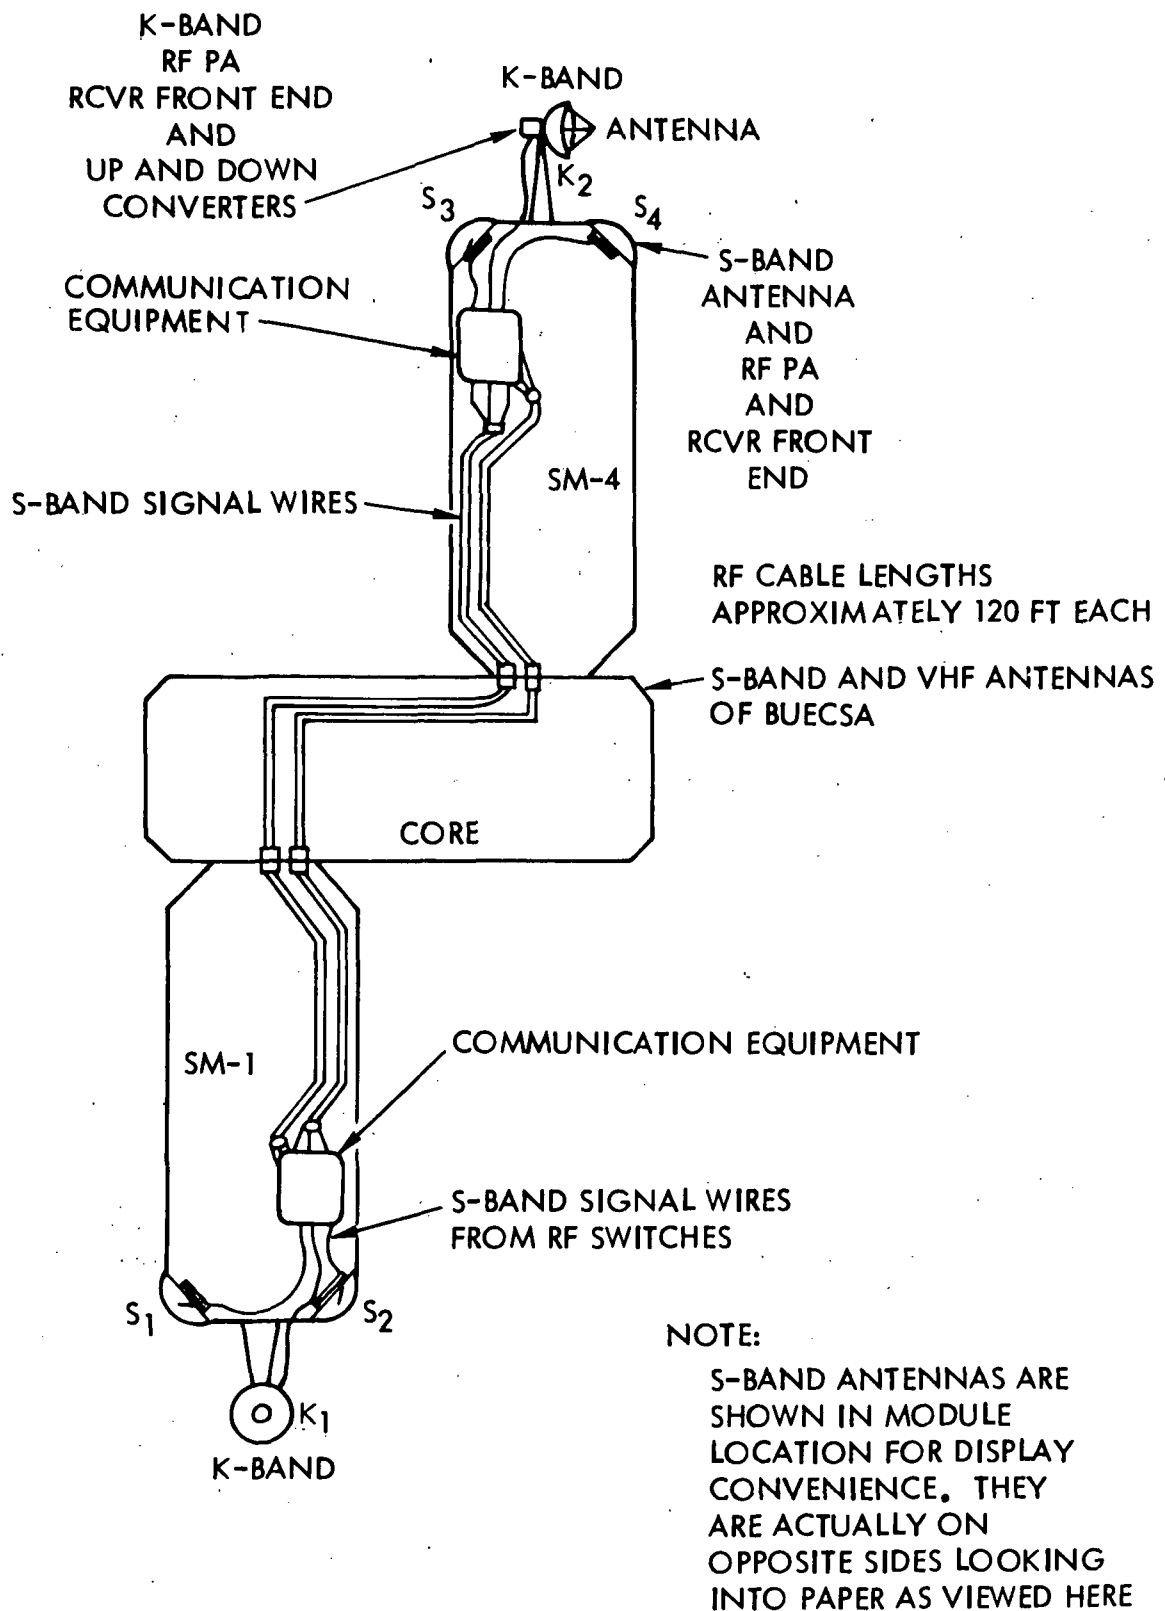 K-BAND
RF PA
RCVR FRONT END
AND
UP AND DOWN
CONVERTERS
K-BAND
ANTENNA
K2
S3
S4
S-BAND
ANTENNA
AND
RF PA
AND
RCVR FRONT
END
COMMUNICATION
EQUIPMENT
SM-4
S-BAND SIGNAL WIRES
RF CABLE LENGTHS
APPROXIMATELY 120 FT EACH
S-BAND AND VHF ANTENNAS
OF BUECSA
CORE
SM-1
COMMUNICATION EQUIPMENT
S-BAND SIGNAL WIRES
FROM RF SWITCHES
S1
S2
K1
K-BAND
NOTE:
S-BAND ANTENNAS ARE
SHOWN IN MODULE
LOCATION FOR DISPLAY
CONVENIENCE. THEY
ARE ACTUALLY ON
OPPOSITE SIDES LOOKING
INTO PAPER AS VIEWED HERE